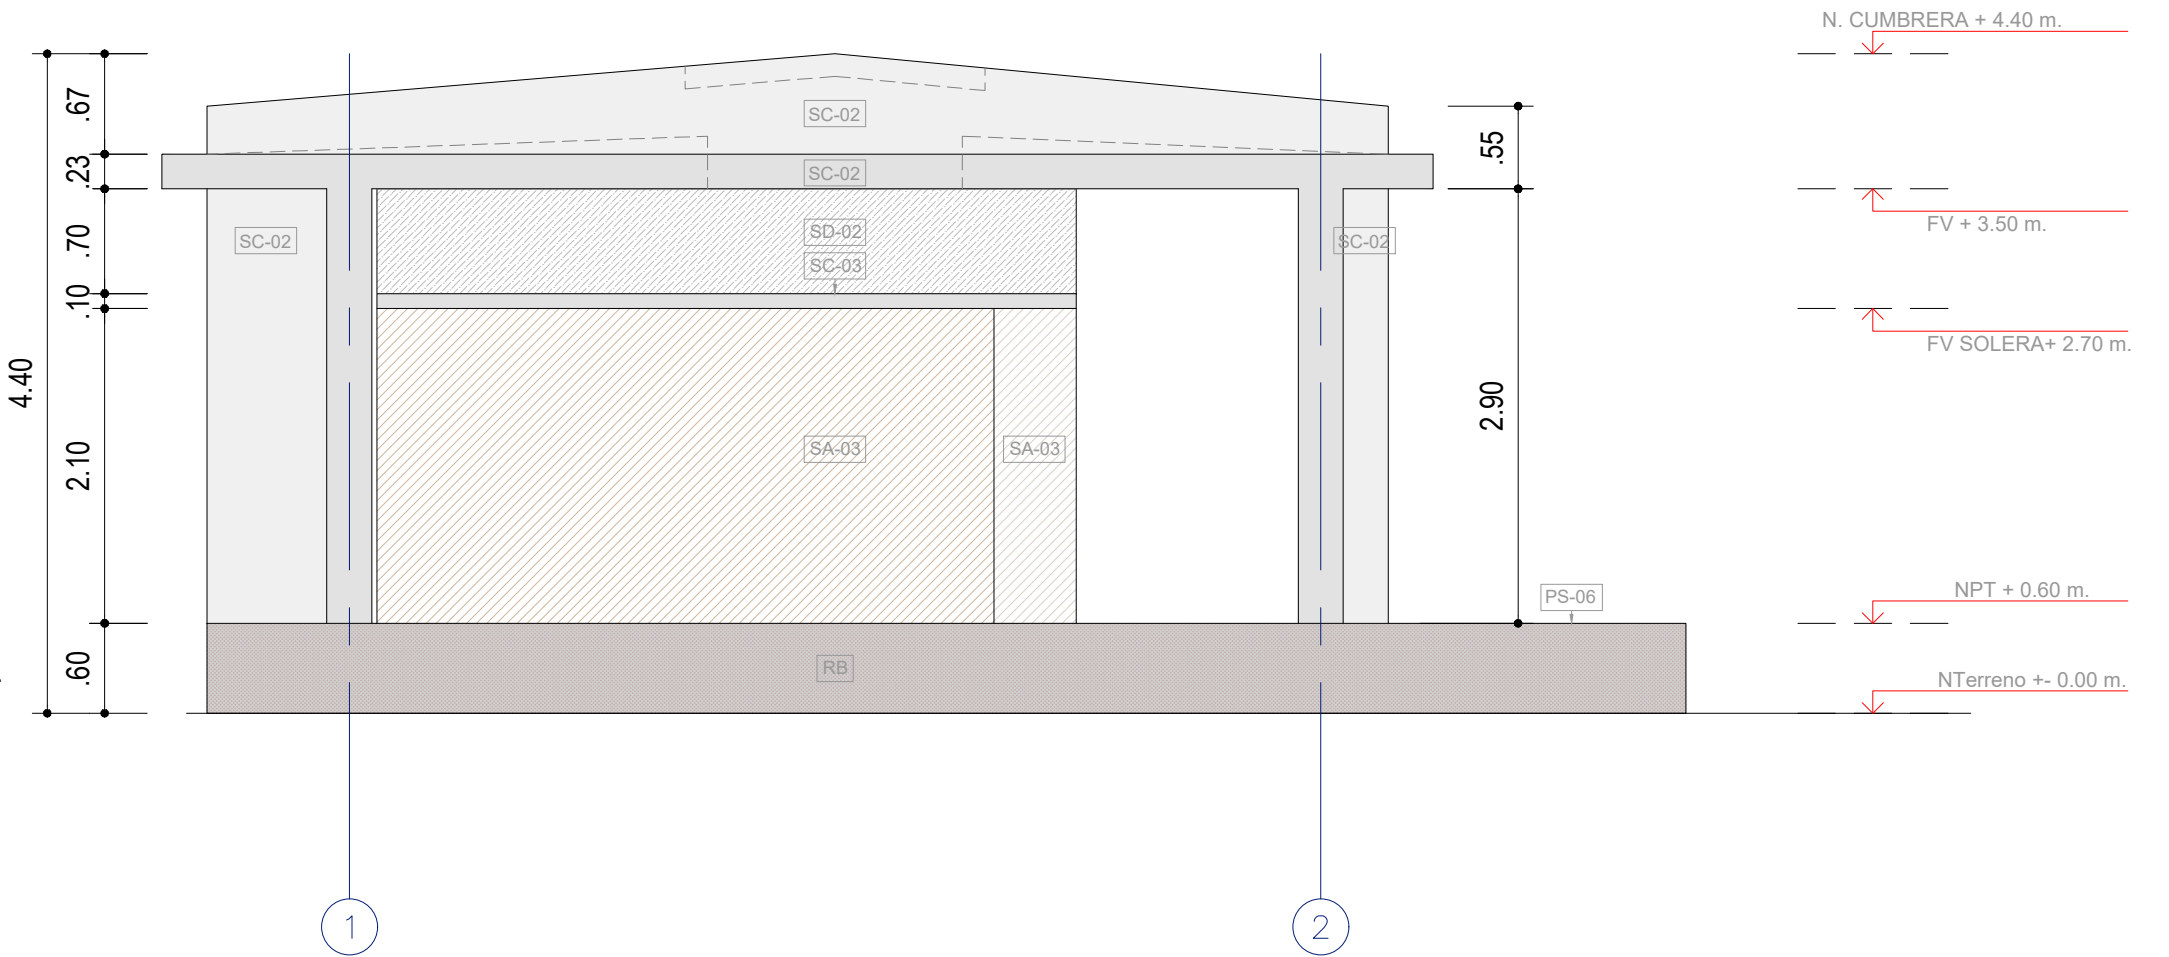 N. CUMBRERA + 4.40 m.
.67
SC-02
.55
.23
SC-02
FV + 3.50 m.
.70
SC-02
SD-02
SC-02
SC-03
.10
FV SOLERA+ 2.70 m.
4.40
2.90
2.10
SA-03
SA-03
NPT + 0.60 m.
PS-06
.60
RB
NTerreno +- 0.00 m.
1
2